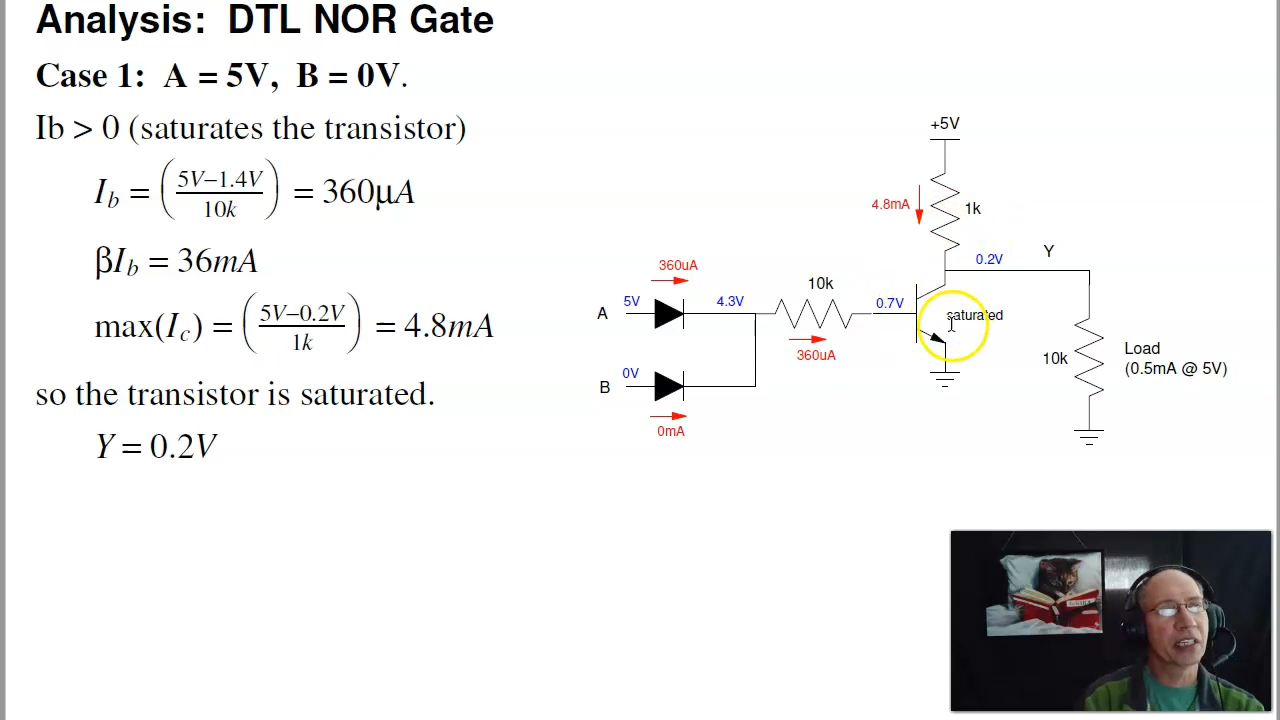 Analysis: DTL NOR Gate
Case 1: A = 5V, B = 0V.
Ib > 0 (saturates the transistor)
I_b = ( (5V−1.4V) / 10k ) = 360µA
βI_b = 36mA
max(I_c) = ( (5V−0.2V) / 1k ) = 4.8mA
so the transistor is saturated.
Y = 0.2V
+5V
4.8mA
1k
Y
0.2V
360uA
10k
A
5V
4.3V
0.7V
saturated
360uA
0V
B
0mA
10k
Load
(0.5mA @ 5V)